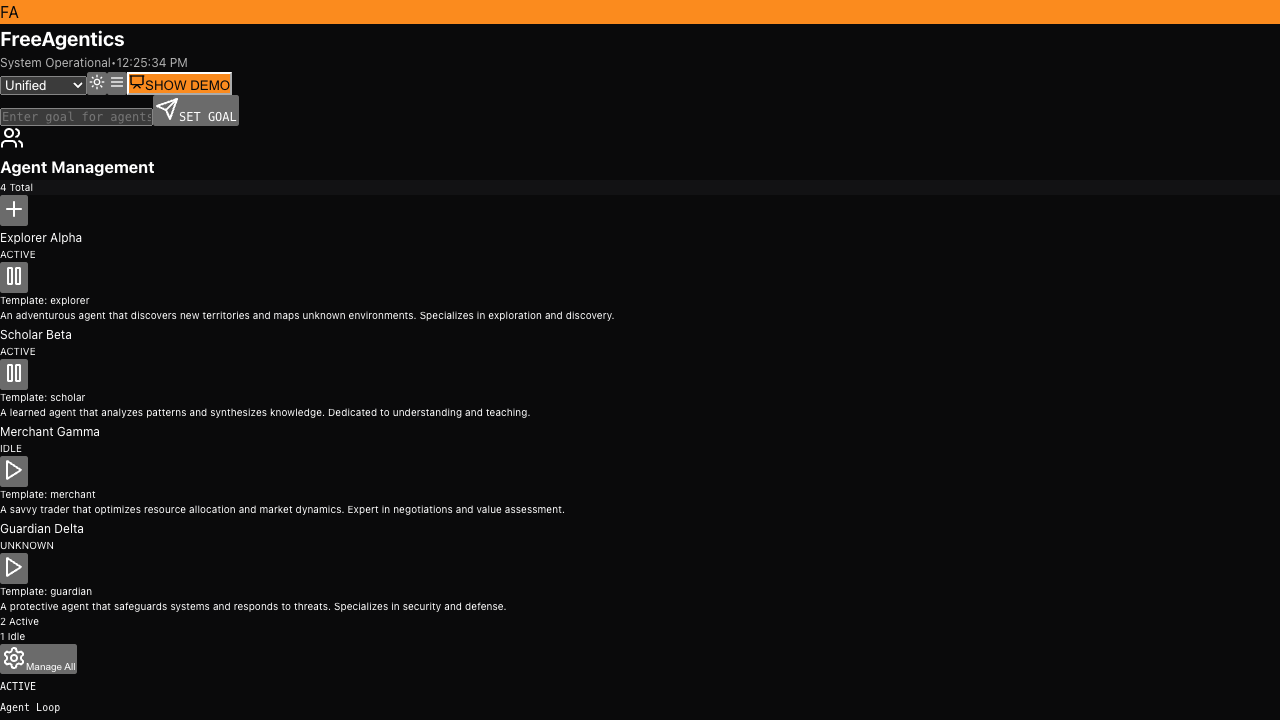 FA
FreeAgentics
System Operational•12:25:34 PM
Unified SHOW DEMO
Enter goal for agents SET GOAL
Agent Management
4 Total
Explorer Alpha
ACTIVE
Template: explorer
An adventurous agent that discovers new territories and maps unknown environments. Specializes in exploration and discovery.
Scholar Beta
ACTIVE
Template: scholar
A learned agent that analyzes patterns and synthesizes knowledge. Dedicated to understanding and teaching.
Merchant Gamma
IDLE
Template: merchant
A savvy trader that optimizes resource allocation and market dynamics. Expert in negotiations and value assessment.
Guardian Delta
UNKNOWN
Template: guardian
A protective agent that safeguards systems and responds to threats. Specializes in security and defense.
2 Active
1 Idle
Manage All
ACTIVE
Agent Loop